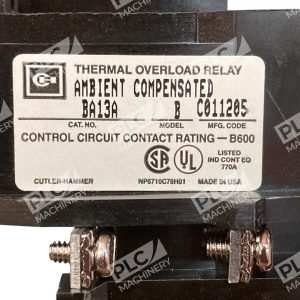 THERMAL OVERLOAD RELAY
AMBIENT COMPENSATED
BA13A B C011205
CAT. NO. MODEL MFG. CODE
CONTROL CIRCUIT CONTACT RATING — B600
SA UL LISTED
IND CONT EQ
770A
CUTLER-HAMMER NP6710C78H01 MADE IN USA
PLC
MACHINERY